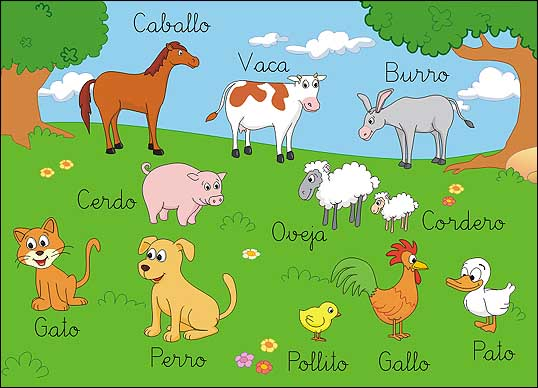 Caballo
Vaca
Burro
Cerdo
Oveja
Cordero
Gato
Perro
Pollito
Gallo
Pato